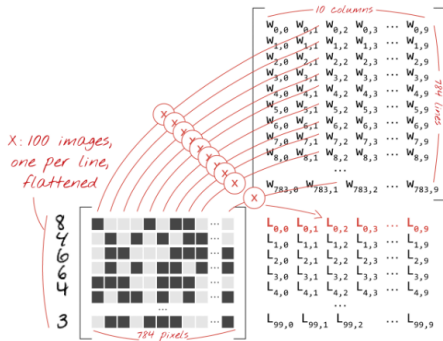 10 columns
W0,0 W0,1 W0,2 W0,3 ... W0,9
W1,0 W1,1 W1,2 W1,3 ... W1,9
W2,0 W2,1 W2,2 W2,3 ... W2,9
W3,0 W3,1 W3,2 W3,3 ... W3,9
W4,0 W4,1 W4,2 W4,3 ... W4,9
W5,0 W5,1 W5,2 W5,3 ... W5,9
W6,0 W6,1 W6,2 W6,3 ... W6,9
W7,0 W7,1 W7,2 W7,3 ... W7,9
W8,0 W8,1 W8,2 W8,3 ... W8,9
...
W783,0 W783,1 W783,2 ... W783,9
784 lines
x
x
x
x
x
x
x
x
x
X: 100 images,
one per line,
flattened
8
4
6
6
4
3
...
...
...
...
...
...
...
...
784 pixels
L0,0 L0,1 L0,2 L0,3 ... L0,9
L1,0 L1,1 L1,2 L1,3 ... L1,9
L2,0 L2,1 L2,2 L2,3 ... L2,9
L3,0 L3,1 L3,2 L3,3 ... L3,9
L4,0 L4,1 L4,2 L4,3 ... L4,9
...
L99,0 L99,1 L99,2 ... L99,9